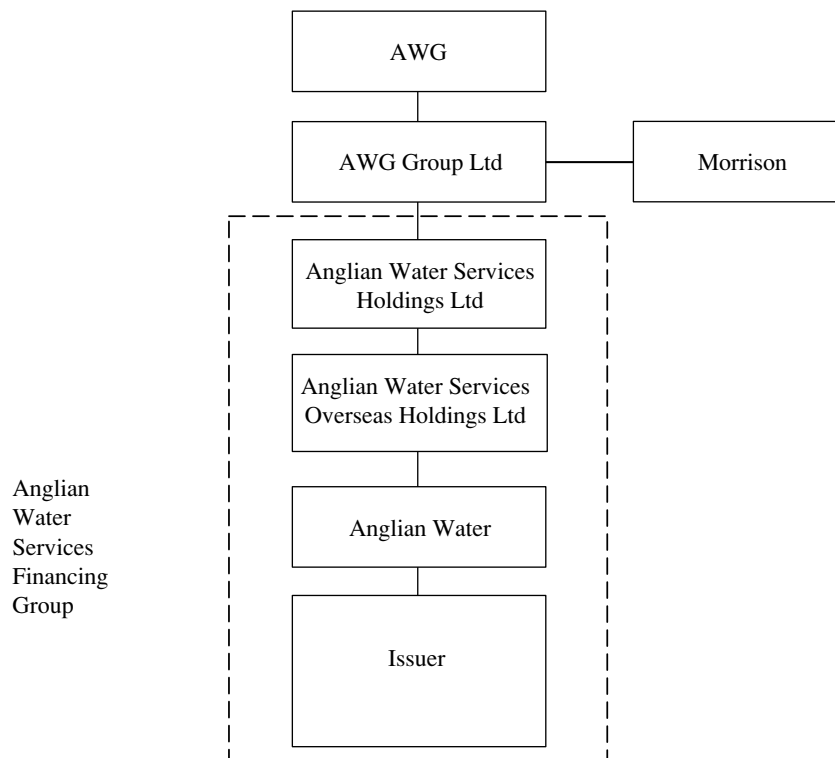 AWG
AWG Group Ltd
Morrison
Anglian Water Services
Holdings Ltd
Anglian Water Services
Overseas Holdings Ltd
Anglian
Water
Services
Financing
Group
Anglian Water
Issuer